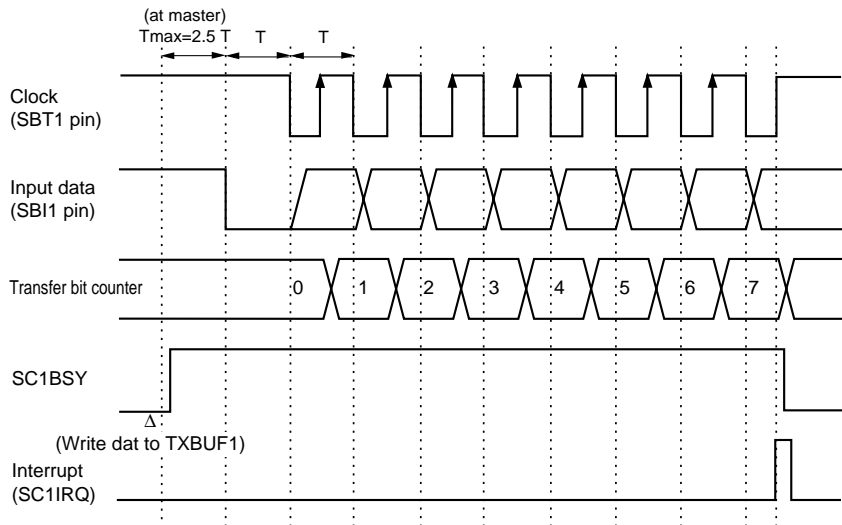 (at master)
Tmax=2.5 T
T
T
Clock
(SBT1 pin)
Input data
(SBI1 pin)
Transfer bit counter
0 1 2 3 4 5 6 7
SC1BSY
Δ
(Write dat to TXBUF1)
Interrupt
(SC1IRQ)